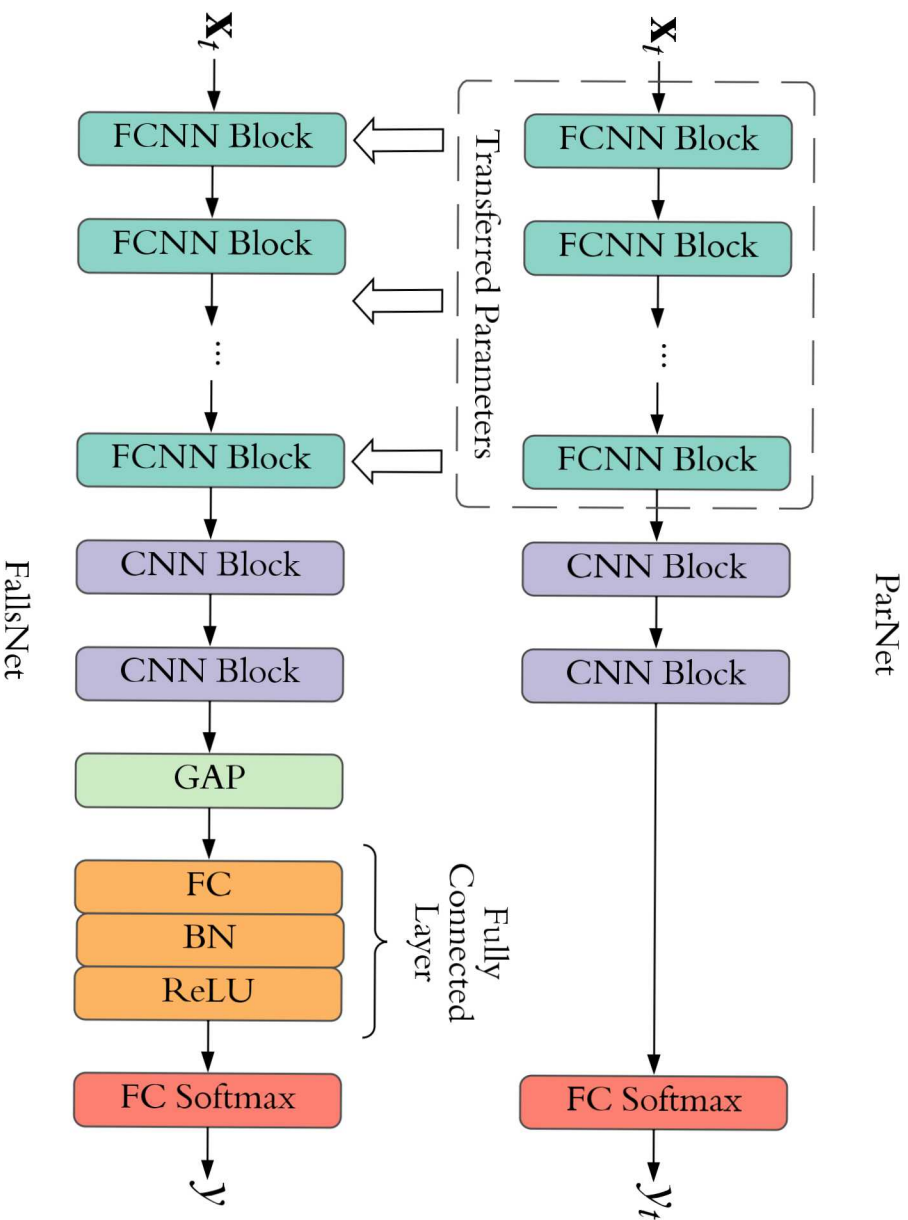 ParNet
x_t
FCNN Block
FCNN Block
...
FCNN Block
CNN Block
CNN Block
FC Softmax
y_t
Transferred Parameters
Fully
Connected
Layer
x_t
FCNN Block
FCNN Block
...
FCNN Block
CNN Block
CNN Block
GAP
FC
BN
ReLU
FC Softmax
y
FallsNet